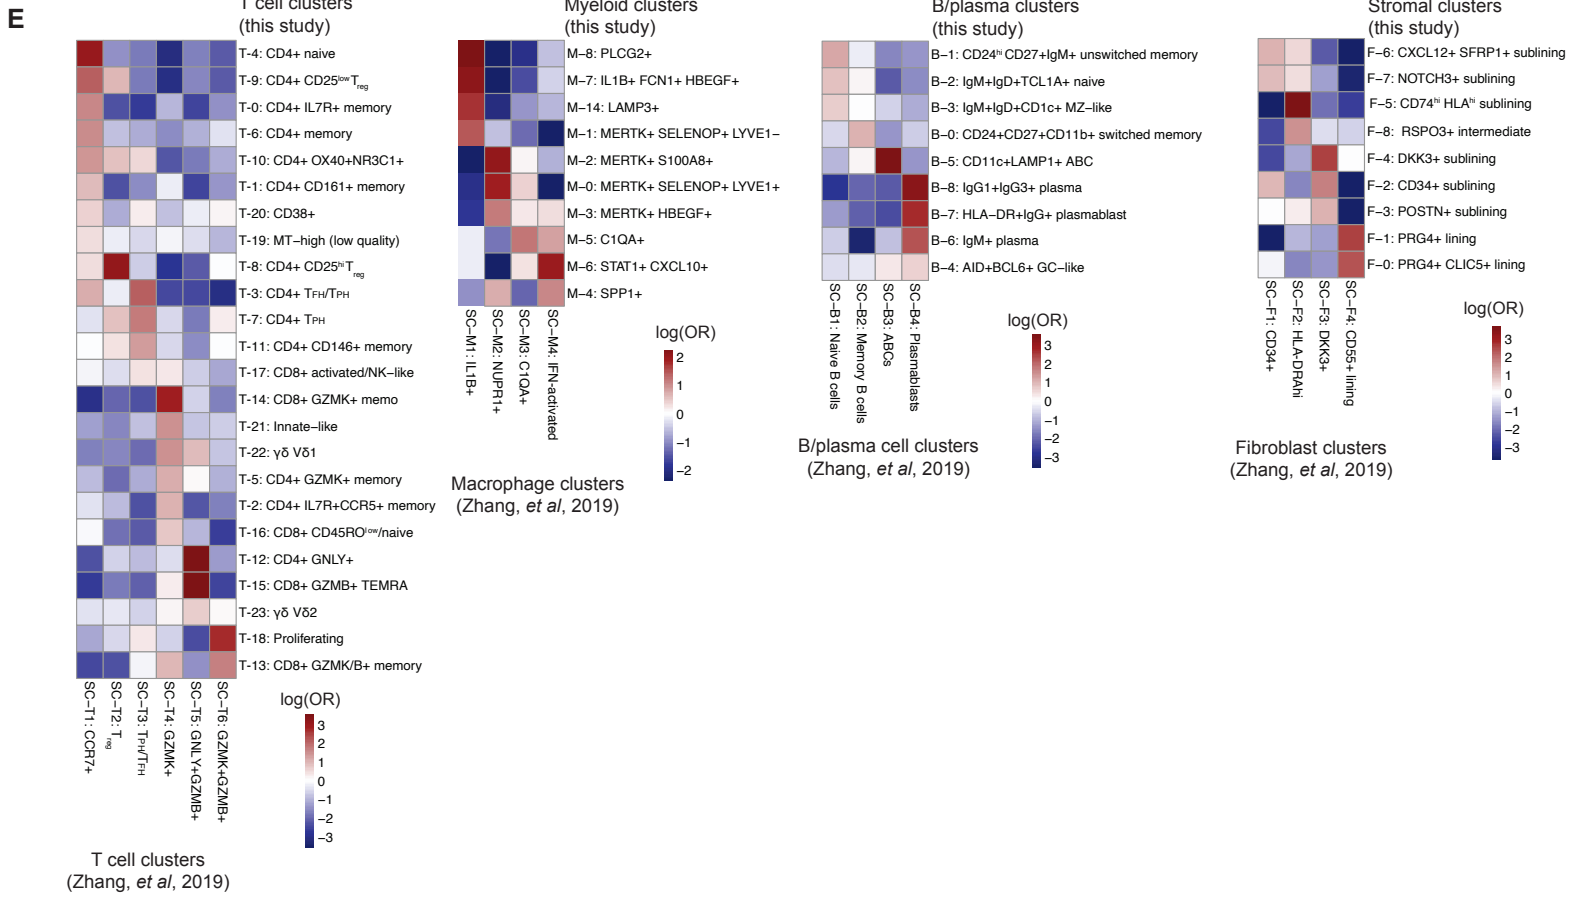 E
T cell clusters
(this study)
T-4: CD4+ naive
T-9: CD4+ CD25lowTreg
T-0: CD4+ IL7R+ memory
T-6: CD4+ memory
T-10: CD4+ OX40+NR3C1+
T-1: CD4+ CD161+ memory
T-20: CD38+
T-19: MT−high (low quality)
T-8: CD4+ CD25hiTreg
T-3: CD4+ TFH/TPH
T-7: CD4+ TPH
T-11: CD4+ CD146+ memory
T-17: CD8+ activated/NK−like
T-14: CD8+ GZMK+ memo
T-21: Innate−like
T-22: γδ Vδ1
T-5: CD4+ GZMK+ memory
T-2: CD4+ IL7R+CCR5+ memory
T-16: CD8+ CD45ROlow/naive
T-12: CD4+ GNLY+
T-15: CD8+ GZMB+ TEMRA
T-23: γδ Vδ2
T-18: Proliferating
T-13: CD8+ GZMK/B+ memory
SC−T1: CCR7+
SC−T2: Treg
SC−T3: TPH/TFH
SC−T4: GZMK+
SC−T5: GNLY+GZMB+
SC−T6: GZMK+GZMB+
log(OR)
3
2
1
0
−1
−2
−3
T cell clusters
(Zhang, et al, 2019)
Myeloid clusters
(this study)
M−8: PLCG2+
M−7: IL1B+ FCN1+ HBEGF+
M−14: LAMP3+
M−1: MERTK+ SELENOP+ LYVE1−
M−2: MERTK+ S100A8+
M−0: MERTK+ SELENOP+ LYVE1+
M−3: MERTK+ HBEGF+
M−5: C1QA+
M−6: STAT1+ CXCL10+
M−4: SPP1+
SC−M1: IL1B+
SC−M2: NUPR1+
SC−M3: C1QA+
SC−M4: IFN-activated
log(OR)
2
1
0
−1
−2
Macrophage clusters
(Zhang, et al, 2019)
B/plasma clusters
(this study)
B−1: CD24hi CD27+IgM+ unswitched memory
B−2: IgM+IgD+TCL1A+ naive
B−3: IgM+IgD+CD1c+ MZ−like
B−0: CD24+CD27+CD11b+ switched memory
B−5: CD11c+LAMP1+ ABC
B−8: IgG1+IgG3+ plasma
B−7: HLA−DR+IgG+ plasmablast
B−6: IgM+ plasma
B−4: AID+BCL6+ GC−like
SC−B1: Naive B cells
SC−B2: Memory B cells
SC−B3: ABCs
SC−B4: Plasmablasts
log(OR)
3
2
1
0
−1
−2
−3
B/plasma cell clusters
(Zhang, et al, 2019)
Stromal clusters
(this study)
F−6: CXCL12+ SFRP1+ sublining
F−7: NOTCH3+ sublining
F−5: CD74hi HLAhi sublining
F−8: RSPO3+ intermediate
F−4: DKK3+ sublining
F−2: CD34+ sublining
F−3: POSTN+ sublining
F−1: PRG4+ lining
F−0: PRG4+ CLIC5+ lining
SC−F1: CD34+
SC−F2: HLA-DRAhi
SC−F3: DKK3+
SC−F4: CD55+ lining
log(OR)
3
2
1
0
−1
−2
−3
Fibroblast clusters
(Zhang, et al, 2019)